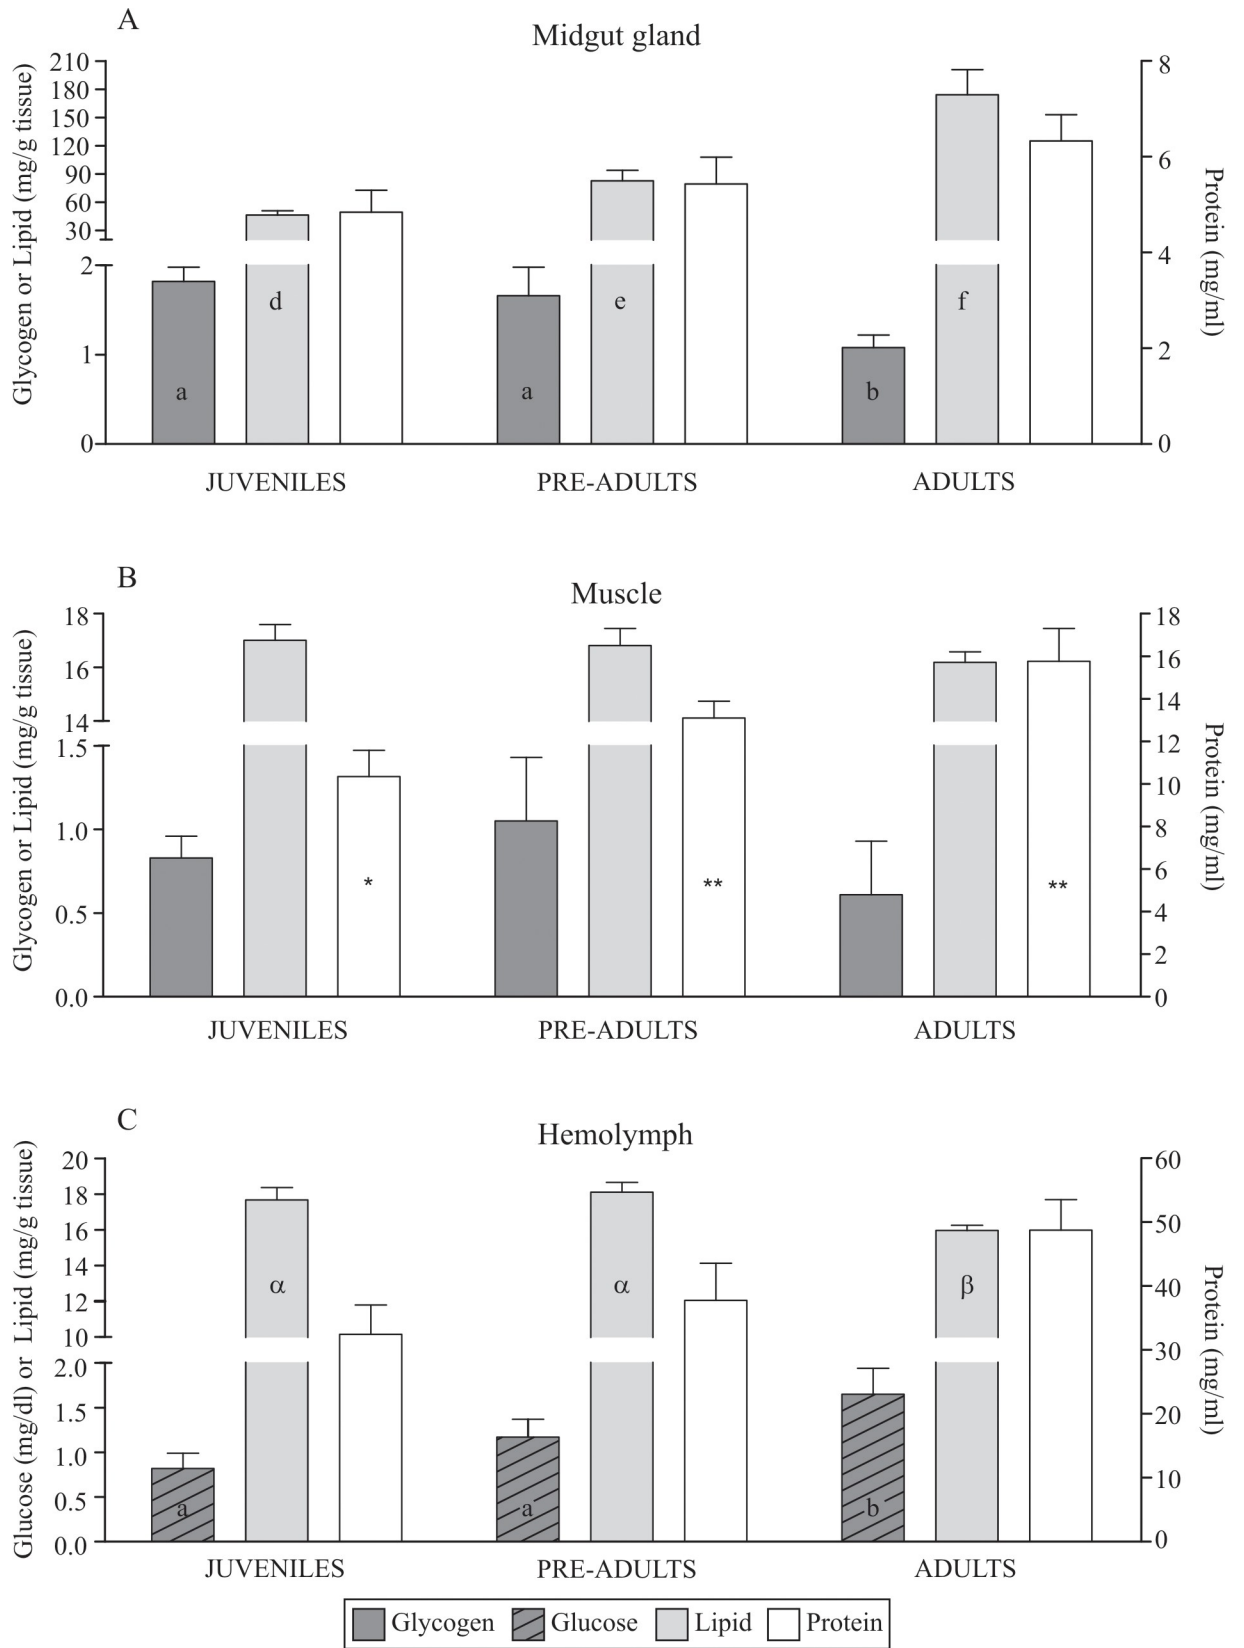 A
Midgut gland
Glycogen or Lipid (mg/g tissue)
210
180
150
120
90
60
30
2
1
0
8
6
4
2
0
Protein (mg/ml)
d
e
f
a
a
b
JUVENILES PRE-ADULTS ADULTS
B
Muscle
Glycogen or Lipid (mg/g tissue)
18
16
14
1.5
1.0
0.5
0.0
18
16
14
12
10
8
6
4
2
0
Protein (mg/ml)
* ** **
JUVENILES PRE-ADULTS ADULTS
C
Hemolymph
Glucose (mg/dl) or Lipid (mg/g tissue)
20
18
16
14
12
10
2.0
1.5
1.0
0.5
0.0
60
50
40
30
20
10
0
Protein (mg/ml)
α α β
a a b
JUVENILES PRE-ADULTS ADULTS
Glycogen Glucose Lipid Protein